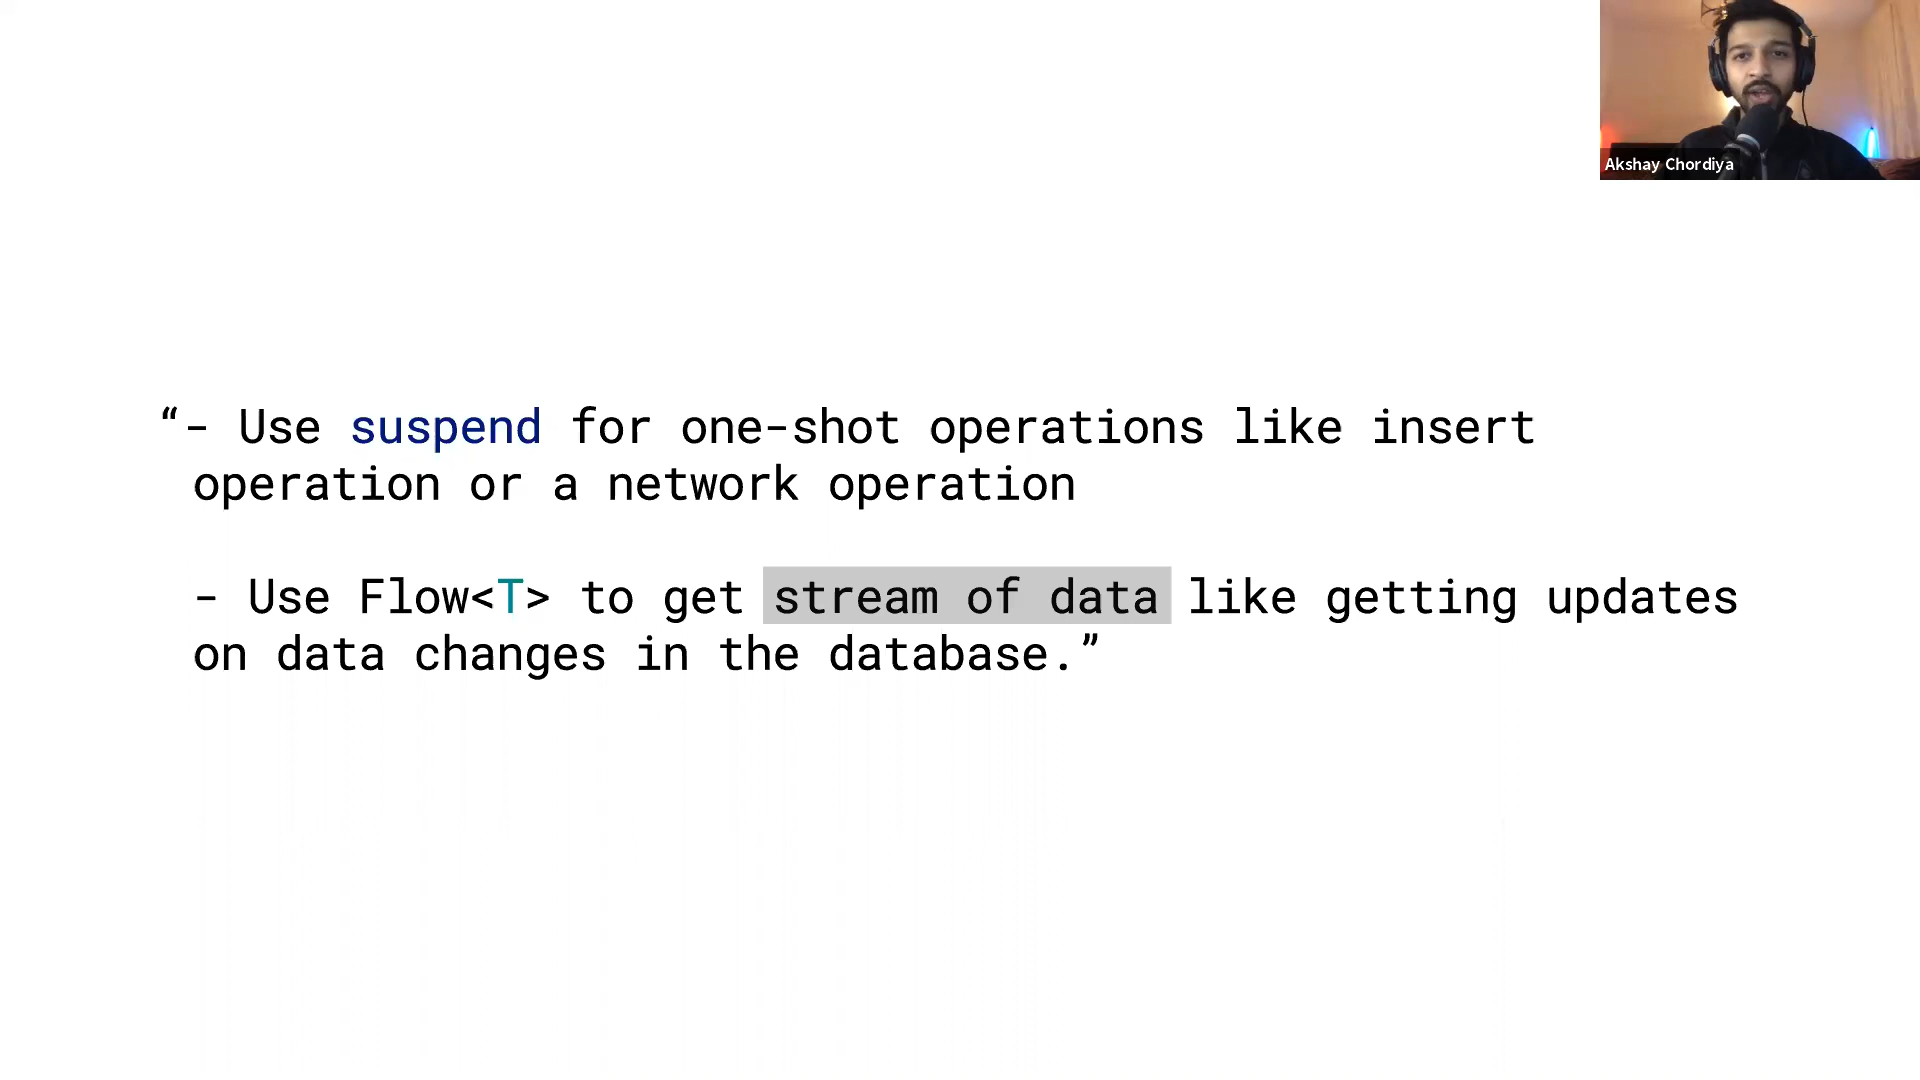 Akshay Chordiya
“- Use suspend for one-shot operations like insert
operation or a network operation
- Use Flow<T> to get stream of data like getting updates
on data changes in the database.”